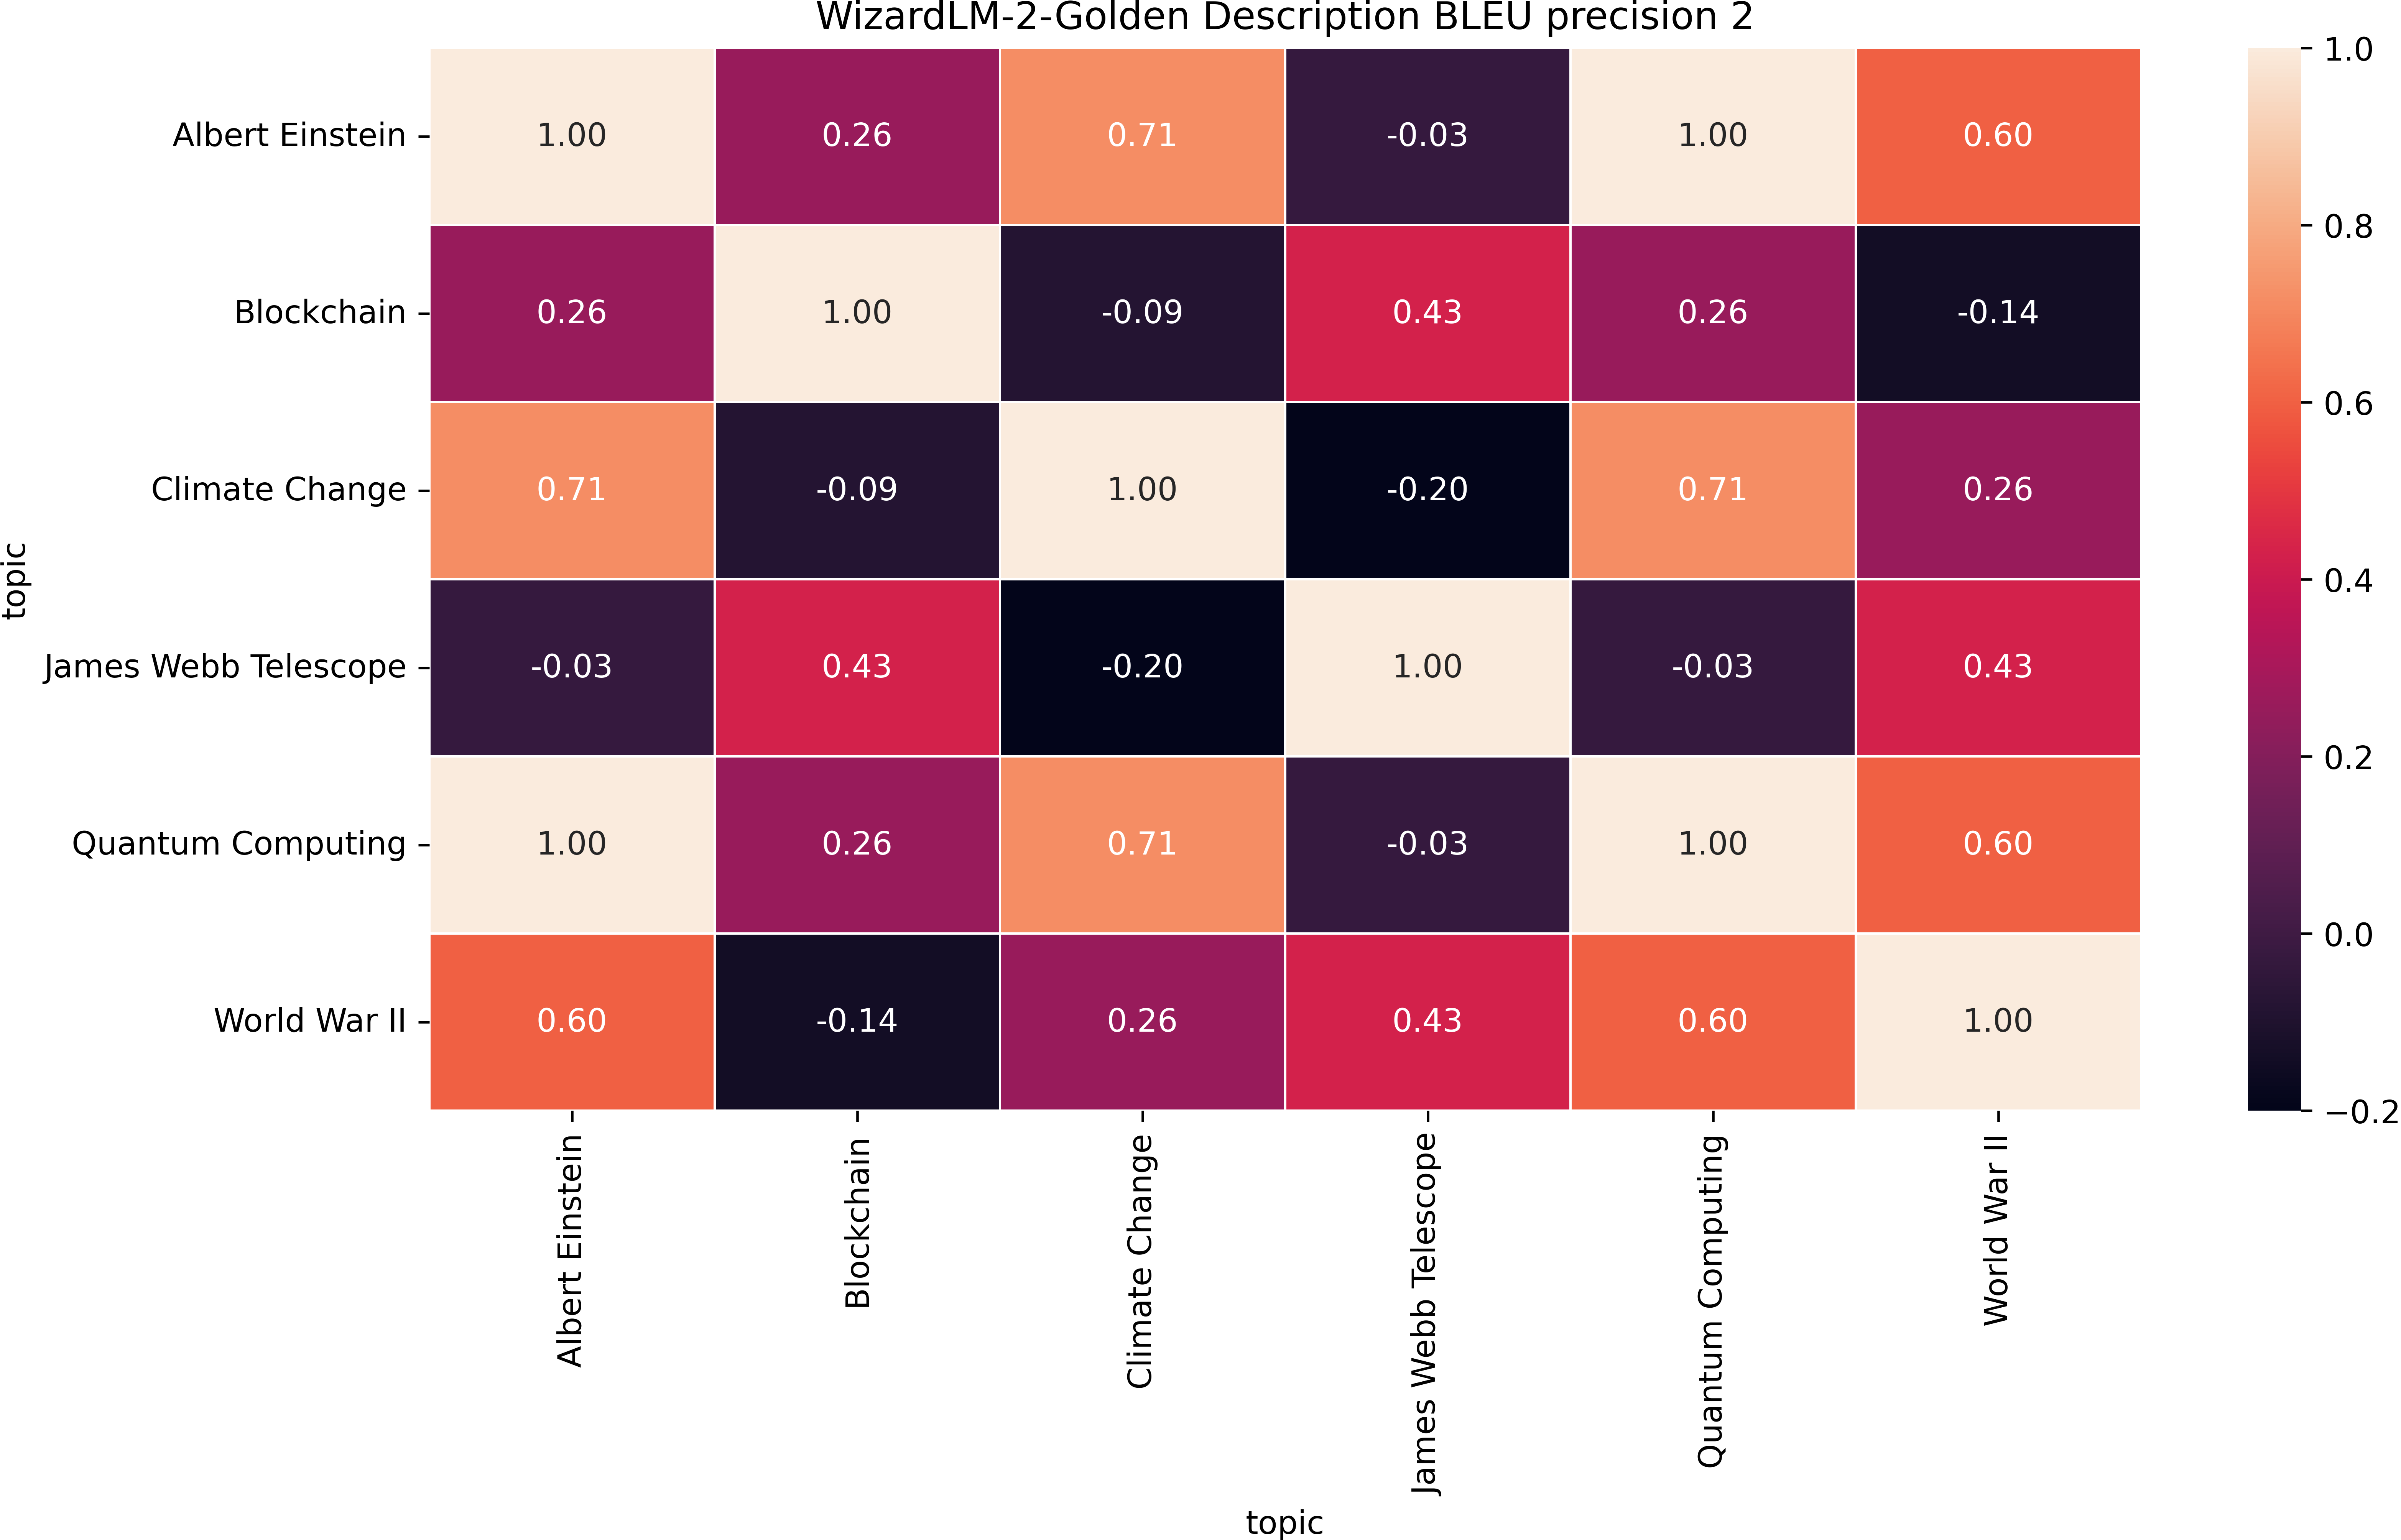 WizardLM-2-Golden Description BLEU precision 2
Albert Einstein 1.00 0.26 0.71 -0.03 1.00 0.60
Blockchain 0.26 1.00 -0.09 0.43 0.26 -0.14
Climate Change 0.71 -0.09 1.00 -0.20 0.71 0.26
James Webb Telescope -0.03 0.43 -0.20 1.00 -0.03 0.43
Quantum Computing 1.00 0.26 0.71 -0.03 1.00 0.60
World War II 0.60 -0.14 0.26 0.43 0.60 1.00
topic
Albert Einstein
Blockchain
Climate Change
James Webb Telescope
Quantum Computing
World War II
topic
1.0
0.8
0.6
0.4
0.2
0.0
−0.2